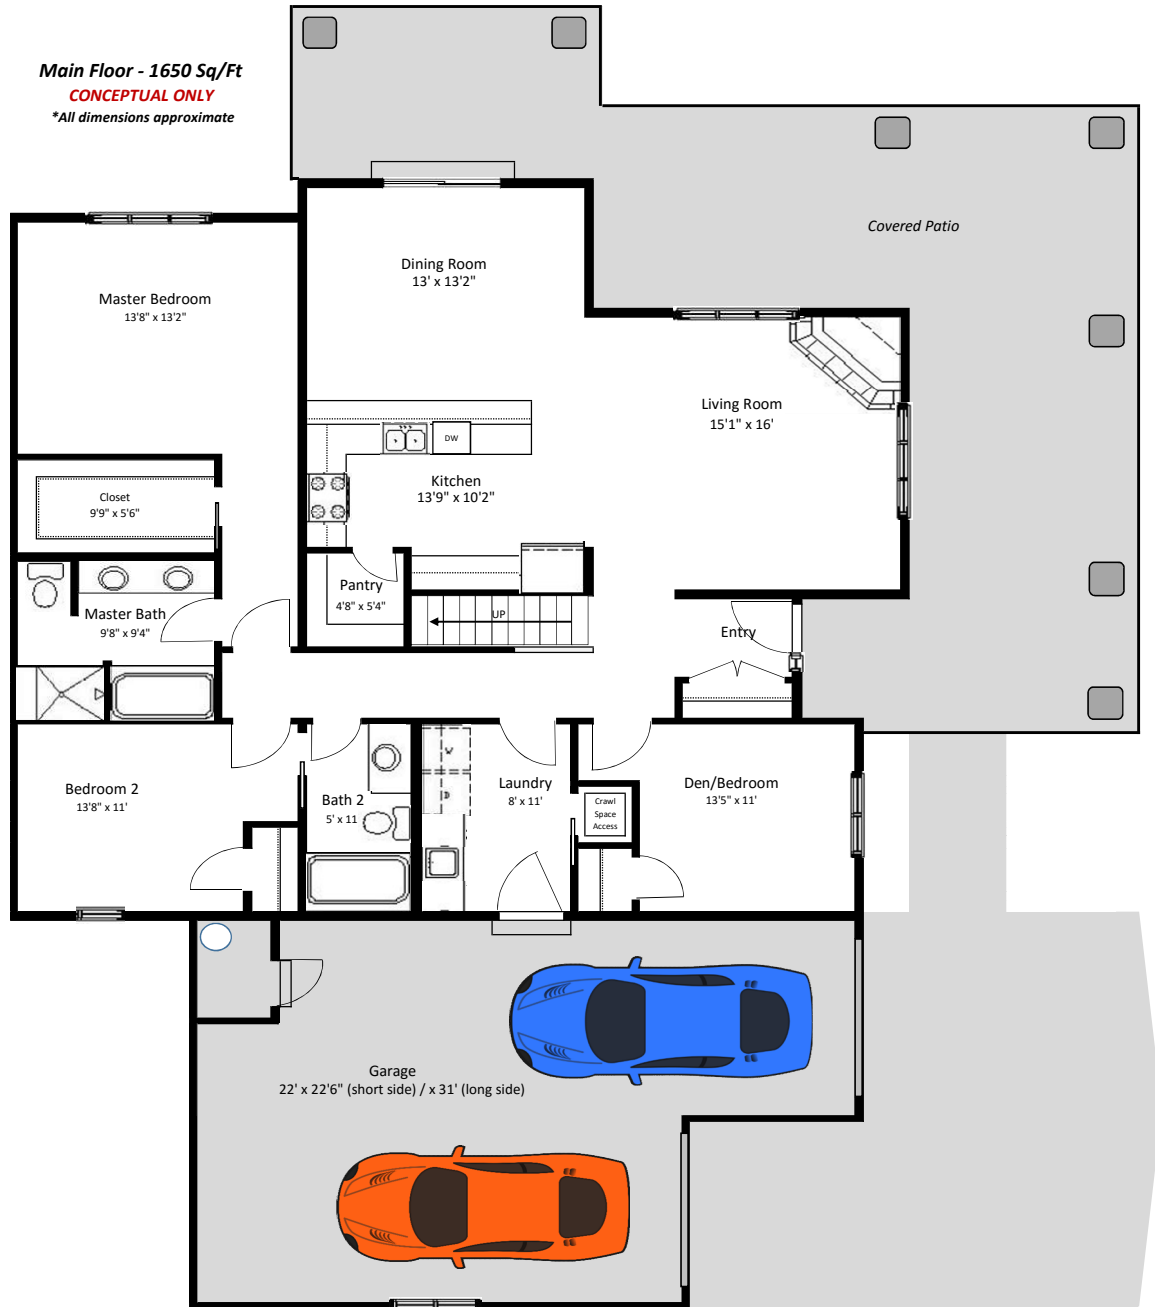 Main Floor - 1650 Sq/Ft
CONCEPTUAL ONLY
*All dimensions approximate
Covered Patio
Dining Room
13' x 13'2"
Master Bedroom
13'8" x 13'2"
Living Room
15'1" x 16'
DW
Kitchen
13'9" x 10'2"
Closet
9'9" x 5'6"
Pantry
4'8" x 5'4"
UP
Master Bath
9'8" x 9'4"
Entry
W
D
Bedroom 2
13'8" x 11'
Bath 2
5' x 11
Laundry
8' x 11'
Crawl
Space
Access
Den/Bedroom
13'5" x 11'
Garage
22' x 22'6" (short side) / x 31' (long side)